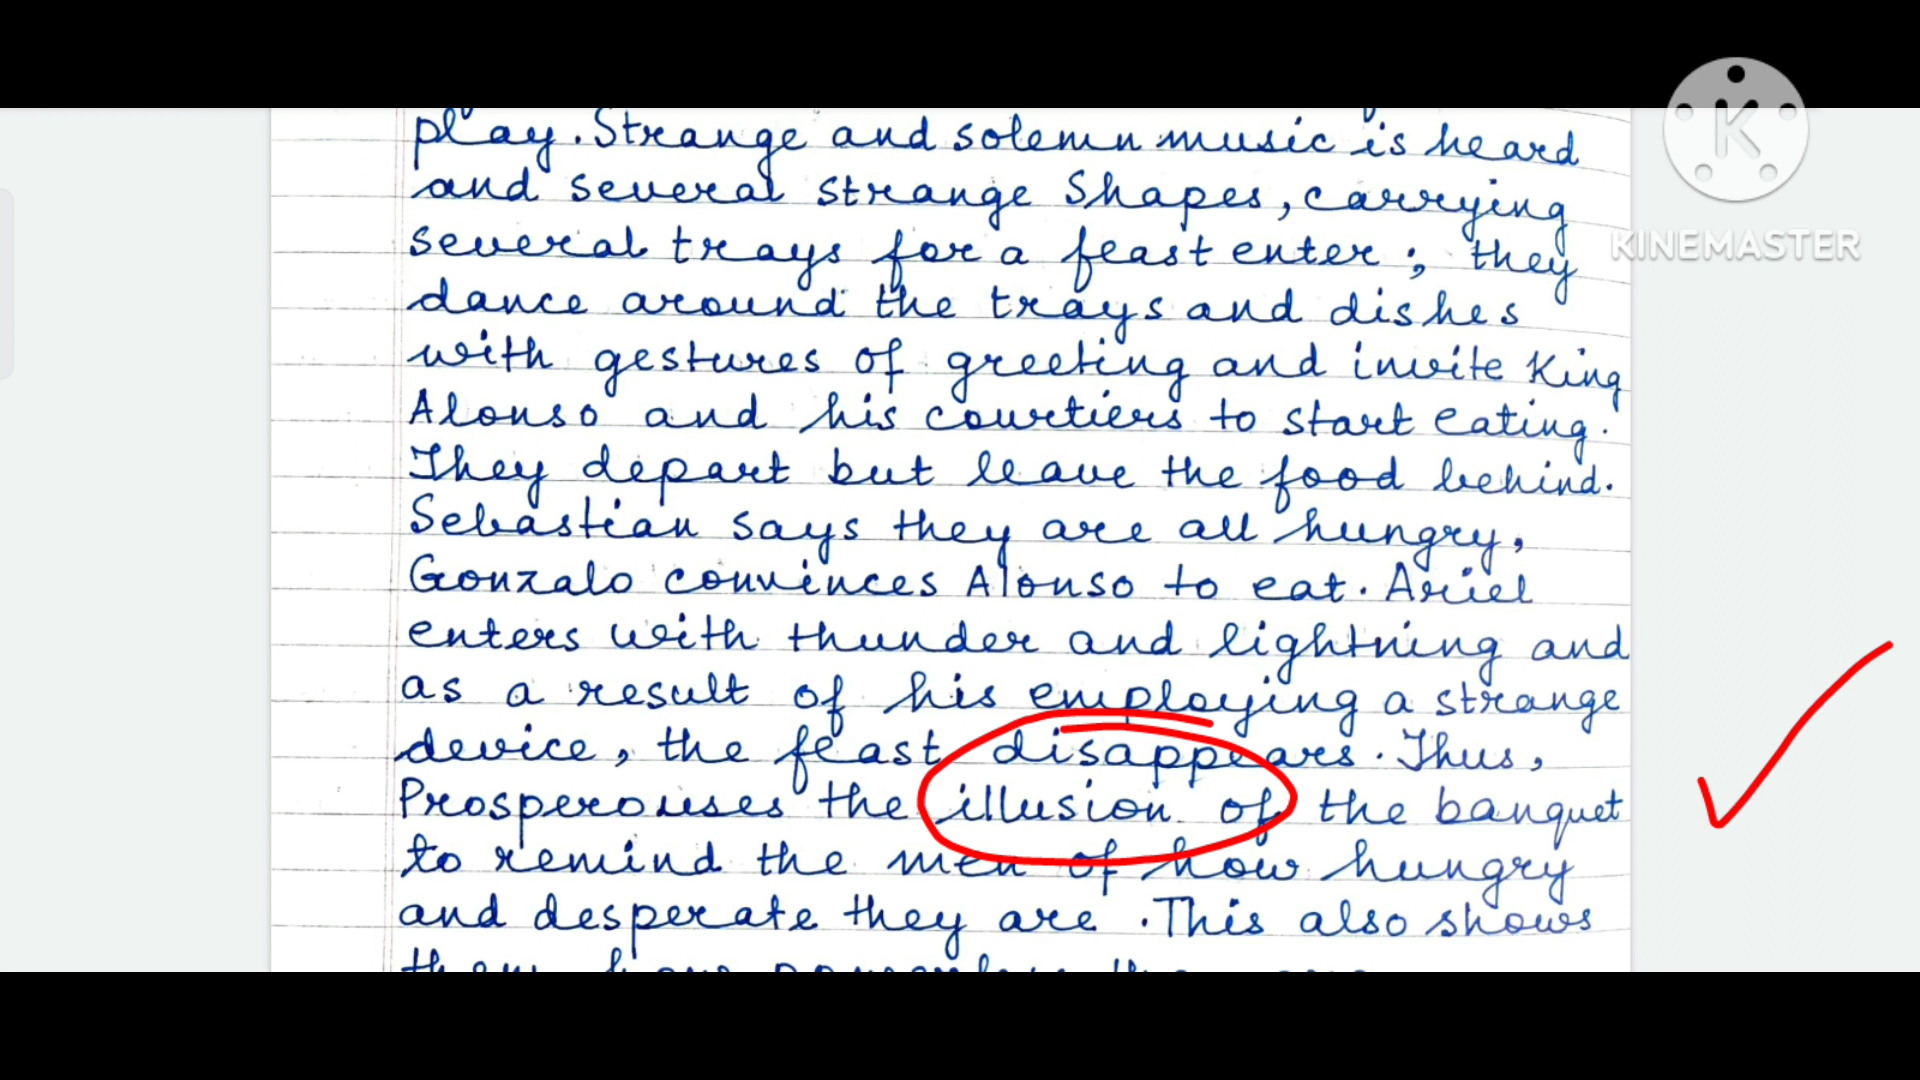 play. Strange and solemn music is heard
and several strange Shapes, carrying
several trays for a feast enter; they
dance around the trays and dishes
with gestures of greeting and invite King
Alonso and his courtiers to start eating.
They depart but leave the food behind.
Sebastian says they are all hungry,
Gonzalo convinces Alonso to eat. Ariel
enters with thunder and lightning and
as a result of his employing a strange
device, the feast disappears. Thus,
Prospero uses the illusion of the banquet
to remind the men of how hungry
and desperate they are. This also shows
K
KINEMASTER